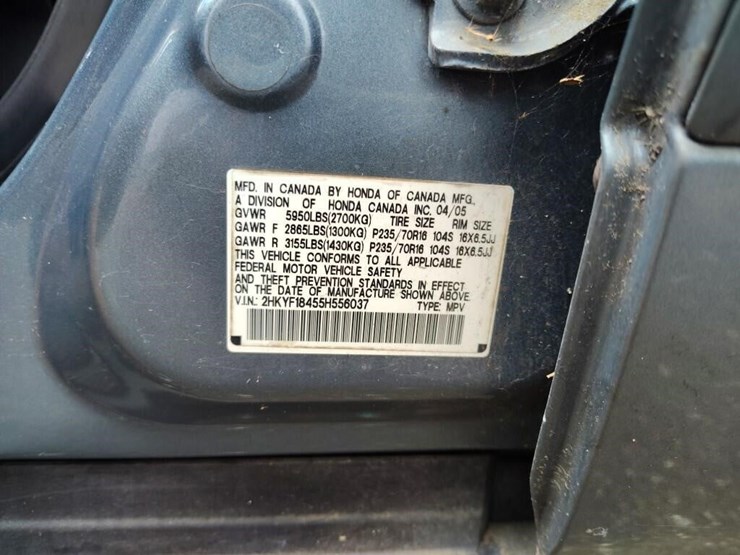 MFD. IN CANADA BY HONDA OF CANADA MFG.,
A DIVISION OF HONDA CANADA INC. 04/05
GVWR 5950LBS(2700KG) TIRE SIZE RIM SIZE
GAWR F 2865LBS(1300KG) P235/70R16 104S 16X6.5JJ
GAWR R 3155LBS(1430KG) P235/70R16 104S 16X6.5JJ
THIS VEHICLE CONFORMS TO ALL APPLICABLE
FEDERAL MOTOR VEHICLE SAFETY
AND THEFT PREVENTION STANDARDS IN EFFECT
ON THE DATE OF MANUFACTURE SHOWN ABOVE.
V.I.N.: 2HKYF18455H556037 TYPE: MPV